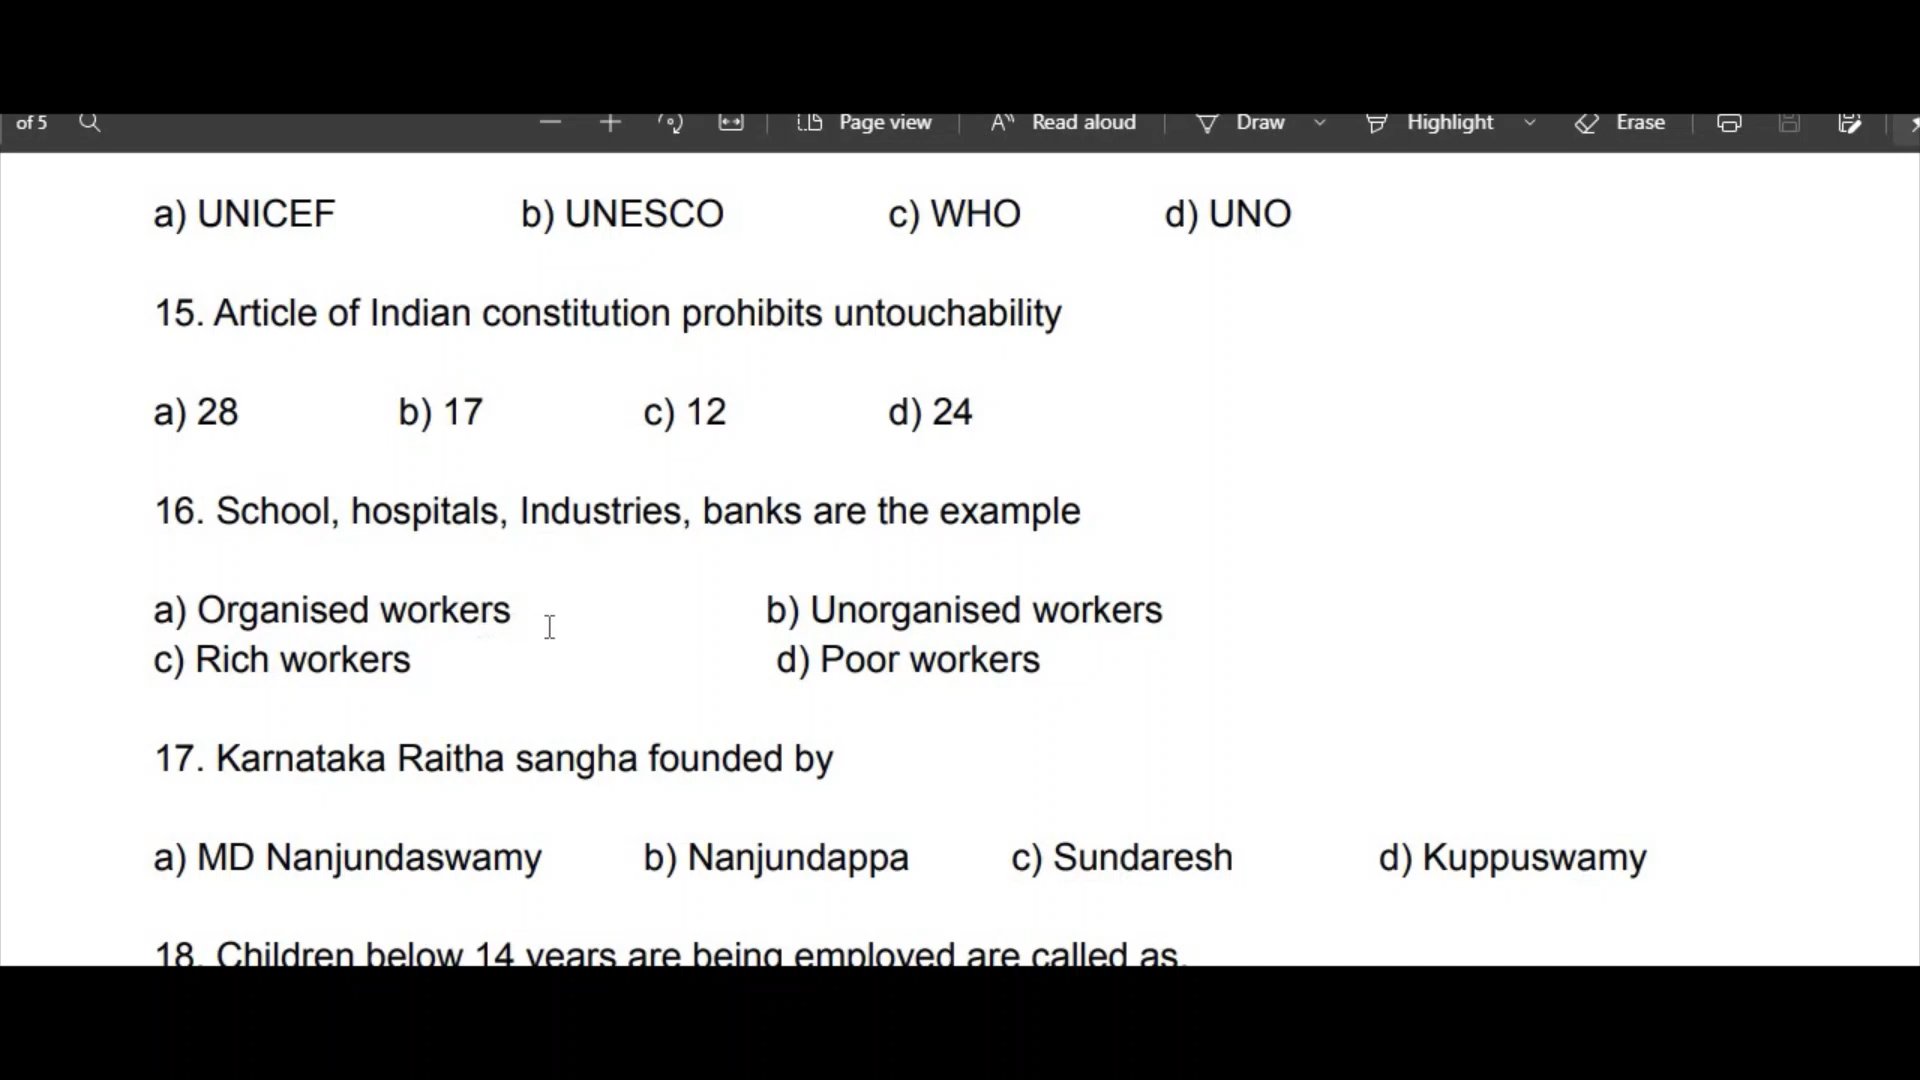 of 5 Page view Read aloud Draw Highlight Erase
a) UNICEF b) UNESCO c) WHO d) UNO
15. Article of Indian constitution prohibits untouchability
a) 28 b) 17 c) 12 d) 24
16. School, hospitals, Industries, banks are the example
a) Organised workers b) Unorganised workers
c) Rich workers d) Poor workers
17. Karnataka Raitha sangha founded by
a) MD Nanjundaswamy b) Nanjundappa c) Sundaresh d) Kuppuswamy
18. Children below 14 years are being employed are called as.